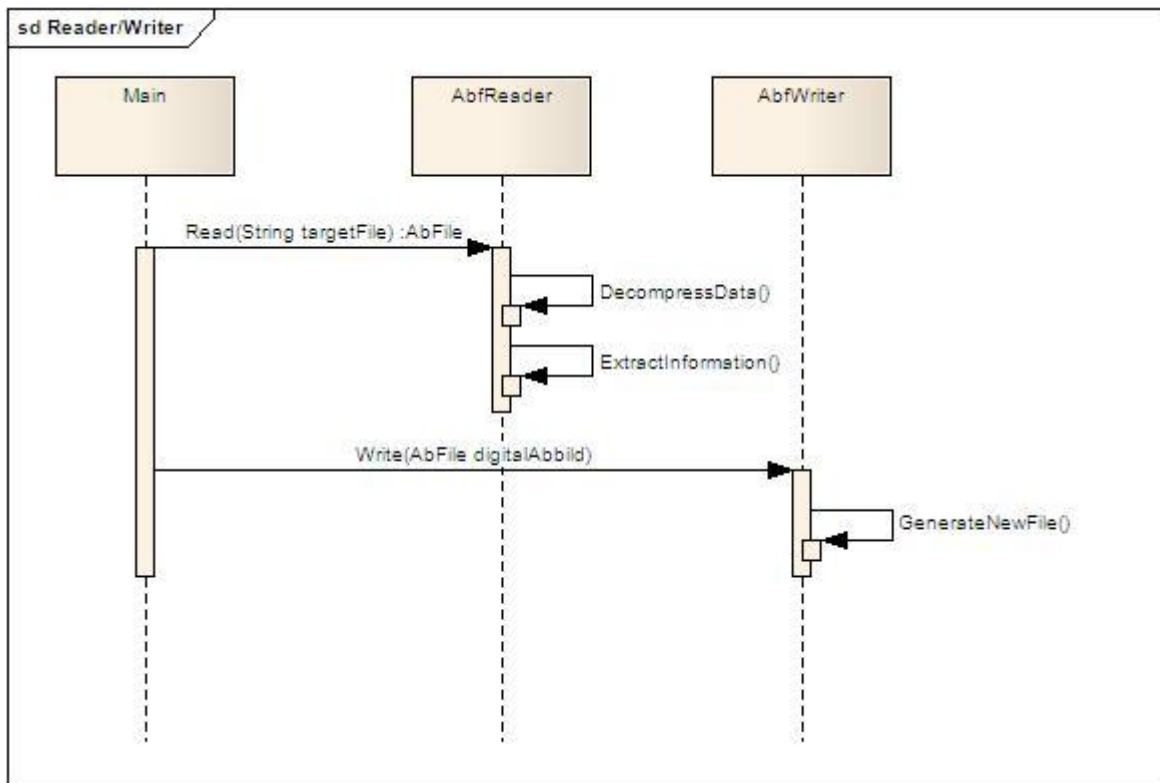 sd Reader/Writer
Main
AbfReader
AbfWriter
Read(String targetFile) :AbFile
DecompressData()
ExtractInformation()
Write(AbFile digitalAbbild)
GenerateNewFile()